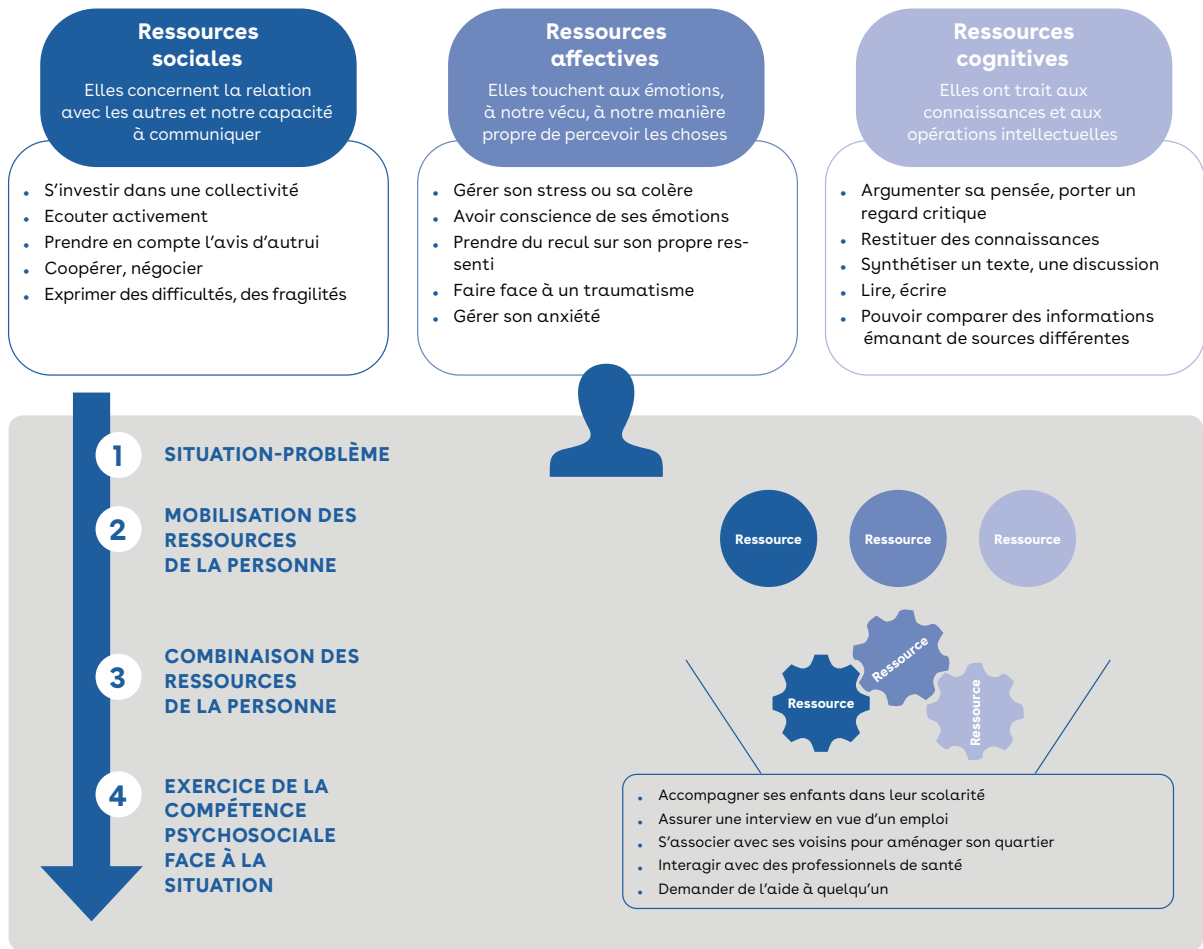 Ressources
sociales
Elles concernent la relation
avec les autres et notre capacité
à communiquer
• S'investir dans une collectivité
• Ecouter activement
• Prendre en compte l'avis d'autrui
• Coopérer, négocier
• Exprimer des difficultés, des fragilités
Ressources
affectives
Elles touchent aux émotions,
à notre vécu, à notre manière
propre de percevoir les choses
• Gérer son stress ou sa colère
• Avoir conscience de ses émotions
• Prendre du recul sur son propre res-
senti
• Faire face à un traumatisme
• Gérer son anxiété
Ressources
cognitives
Elles ont trait aux
connaissances et aux
opérations intellectuelles
• Argumenter sa pensée, porter un
regard critique
• Restituer des connaissances
• Synthétiser un texte, une discussion
• Lire, écrire
• Pouvoir comparer des informations
émanant de sources différentes
1
SITUATION-PROBLÈME
2
MOBILISATION DES
RESSOURCES
DE LA PERSONNE
Ressource
Ressource
Ressource
3
COMBINAISON DES
RESSOURCES
DE LA PERSONNE
Ressource
Ressource
Ressource
4
EXERCICE DE LA
COMPÉTENCE
PSYCHOSOCIALE
FACE À LA
SITUATION
• Accompagner ses enfants dans leur scolarité
• Assurer une interview en vue d'un emploi
• S'associer avec ses voisins pour aménager son quartier
• Interagir avec des professionnels de santé
• Demander de l'aide à quelqu'un